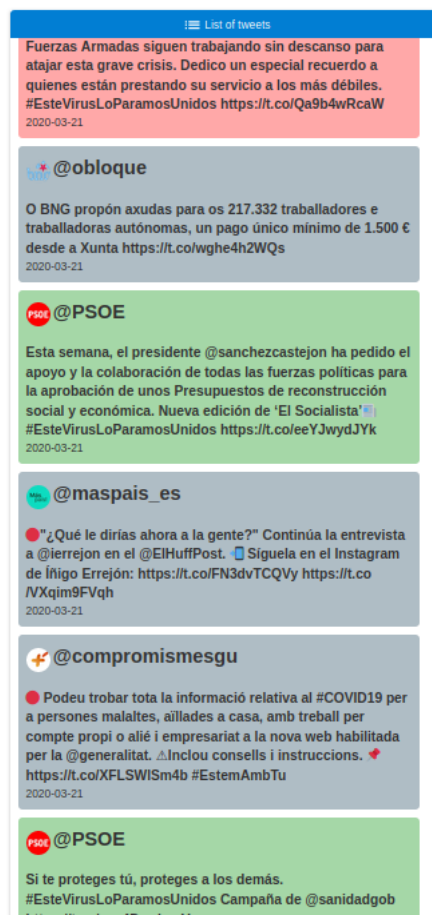 List of tweets
Fuerzas Armadas siguen trabajando sin descanso para
atajar esta grave crisis. Dedico un especial recuerdo a
quienes están prestando su servicio a los más débiles.
#EsteVirusLoParamosUnidos https://t.co/Qa9b4wRcaW
2020-03-21
@obloque
O BNG propón axudas para os 217.332 traballadores e
traballadoras autónomas, un pago único mínimo de 1.500 €
desde a Xunta https://t.co/wghe4h2WQs
2020-03-21
PSOE @PSOE
Esta semana, el presidente @sanchezcastejon ha pedido el
apoyo y la colaboración de todas las fuerzas políticas para
la aprobación de unos Presupuestos de reconstrucción
social y económica. Nueva edición de ‘El Socialista’📰
#EsteVirusLoParamosUnidos https://t.co/eeYJwydJYk
2020-03-21
@maspais_es
🔴"¿Qué le dirías ahora a la gente?" Continúa la entrevista
a @ierrejon en el @ElHuffPost. 📲 Síguela en el Instagram
de Íñigo Errejón: https://t.co/FN3dvTCQVy https://t.co
/VXqim9FVqh
2020-03-21
@compromismesgu
🔴 Podeu trobar tota la informació relativa al #COVID19 per
a persones malaltes, aïllades a casa, amb treball per
compte propi o alié i empresariat a la nova web habilitada
per la @generalitat. ⚠Inclou consells i instruccions. 📌
https://t.co/XFLSWlSm4b #EstemAmbTu
2020-03-21
PSOE @PSOE
Si te proteges tú, proteges a los demás.
#EsteVirusLoParamosUnidos Campaña de @sanidadgob